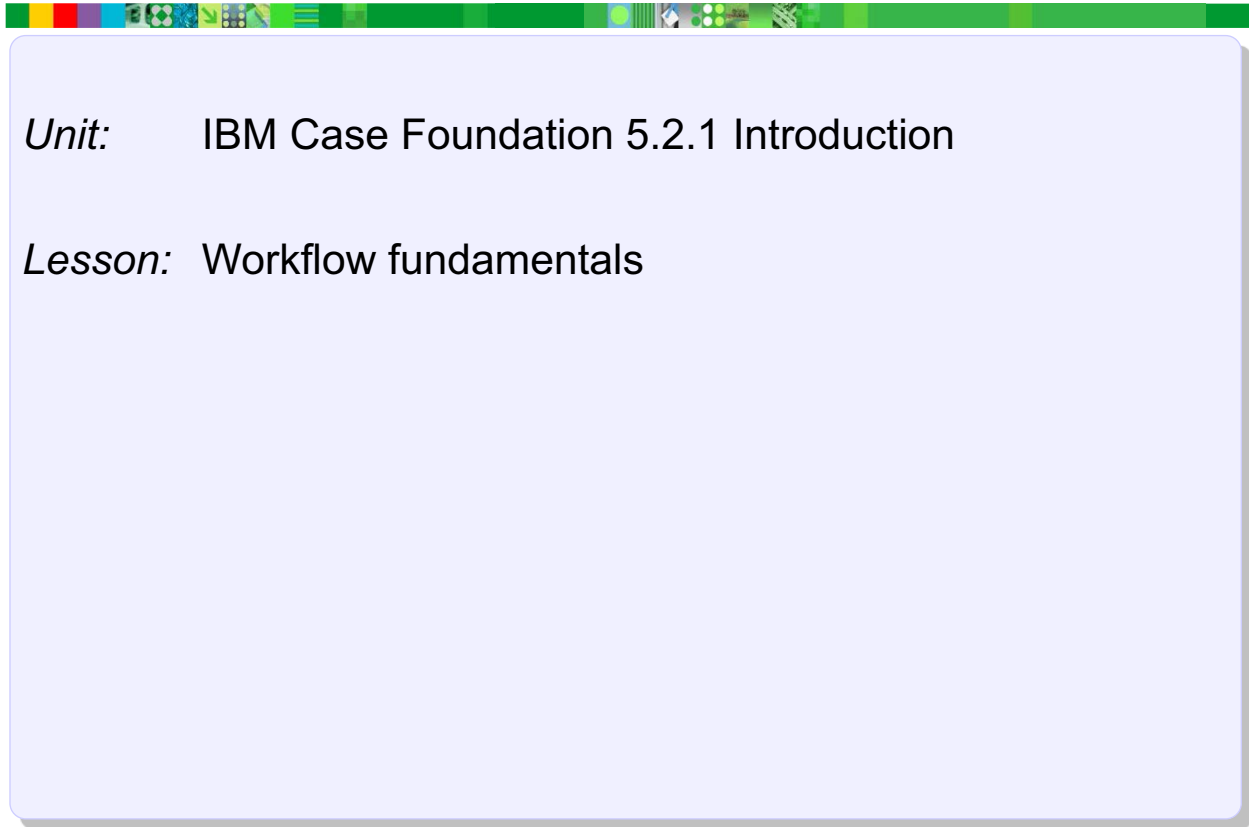 Unit: IBM Case Foundation 5.2.1 Introduction
Lesson: Workflow fundamentals